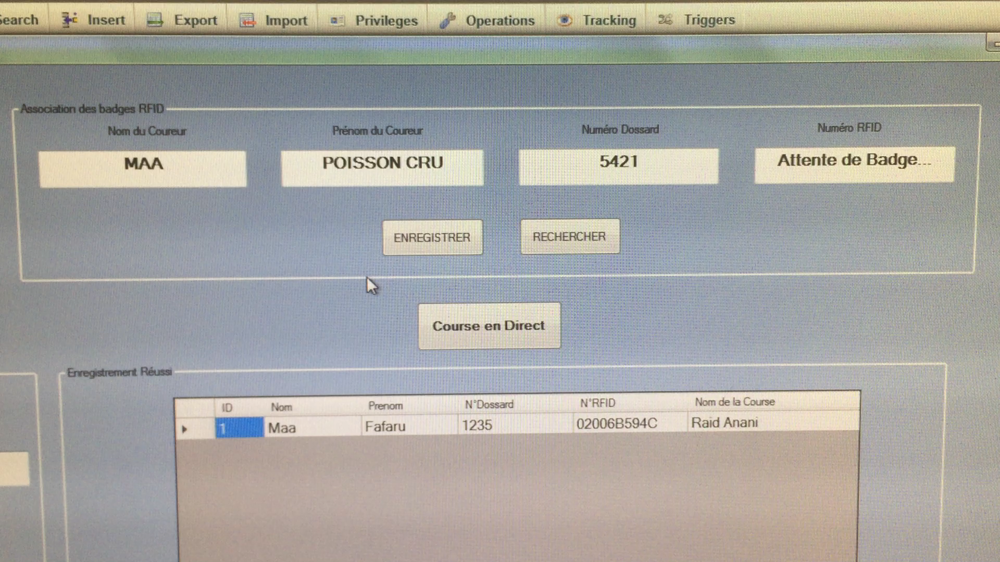 Search Insert Export Import Privileges Operations Tracking Triggers
Association des badges RFID
Nom du Coureur Prénom du Coureur Numéro Dossard Numéro RFID
MAA POISSON CRU 5421 Attente de Badge...
ENREGISTRER RECHERCHER
Course en Direct
Enregistrement Réussi
ID Nom Prenom N°Dossard N°RFID Nom de la Course
1 Maa Fafaru 1235 02006B594C Raid Anani